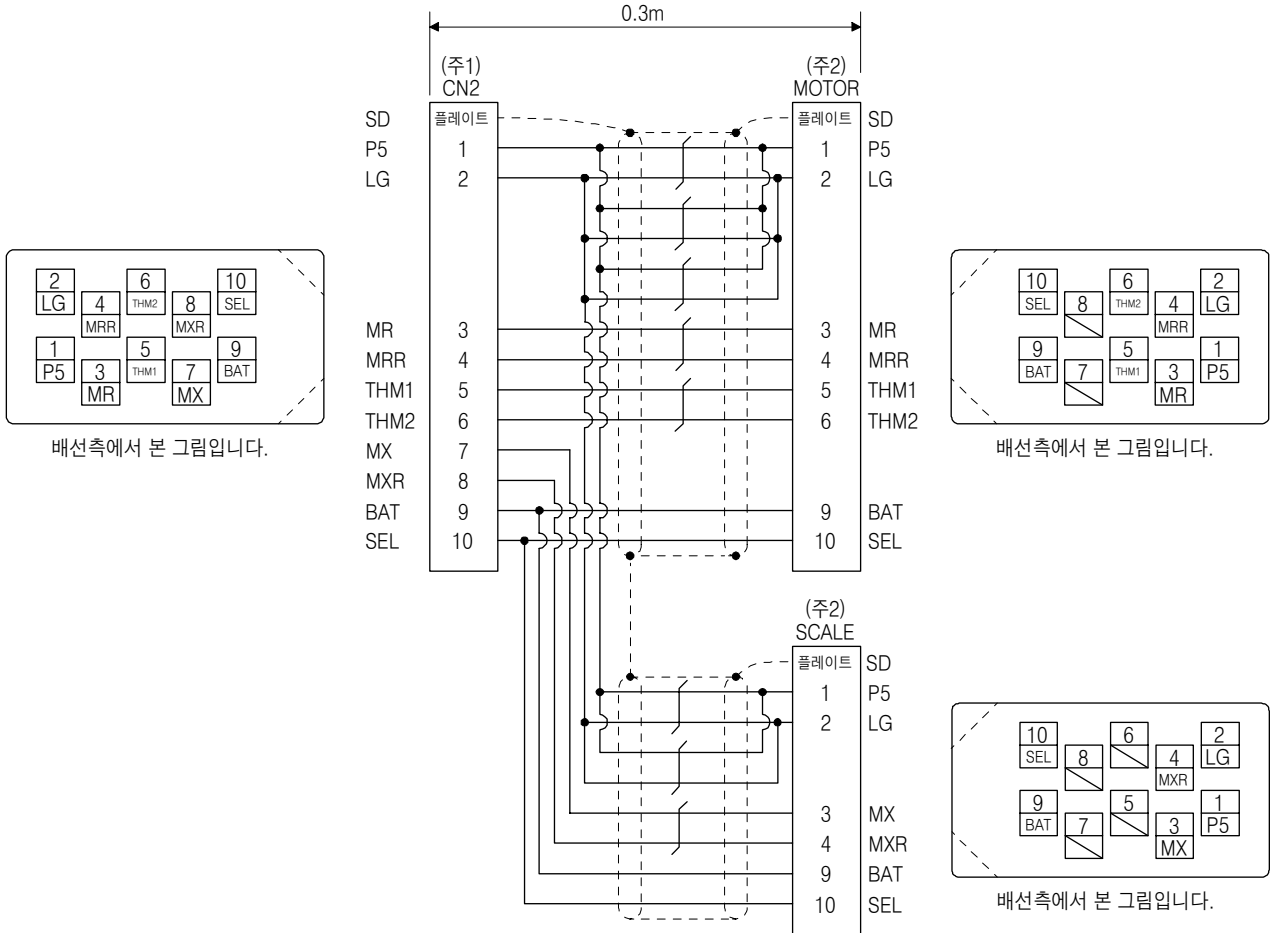 0.3m
(주1)
CN2
(주2)
MOTOR
SD 플레이트 플레이트 SD
P5 1 1 P5
LG 2 2 LG
MR 3 3 MR
MRR 4 4 MRR
THM1 5 5 THM1
THM2 6 6 THM2
MX 7
MXR 8
BAT 9 9 BAT
SEL 10 10 SEL
2 6 10
LG 4 THM2 8 SEL
MRR MXR
1 5 9
P5 3 THM1 7 BAT
MR MX
배선측에서 본 그림입니다.
10 6 2
SEL 8 THM2 4 LG
MRR
9 5 1
BAT 7 THM1 3 P5
MR
배선측에서 본 그림입니다.
(주2)
SCALE
플레이트 SD
1 P5
2 LG
3 MX
4 MXR
9 BAT
10 SEL
10 6 2
SEL 8 4 LG
MXR
9 5 1
BAT 7 3 P5
MX
배선측에서 본 그림입니다.